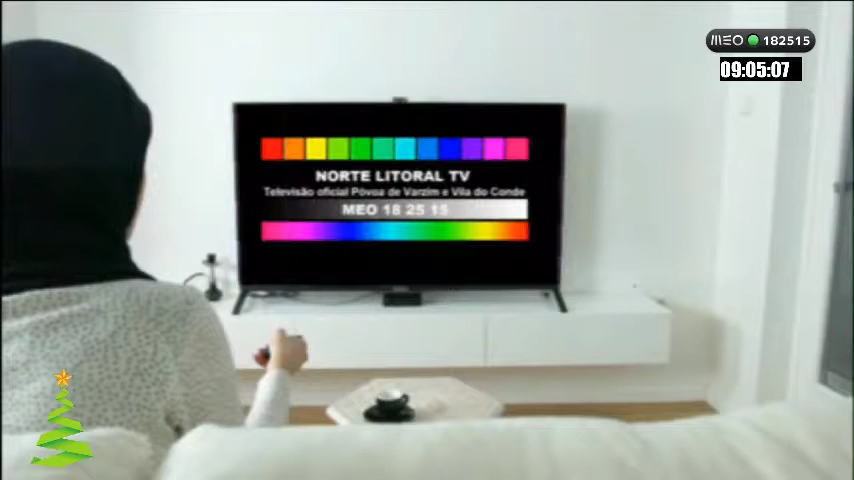 MEO 182515
09:05:07
NORTE LITORAL TV
Televisão oficial Póvoa de Varzim e Vila do Conde
MEO 18 25 15